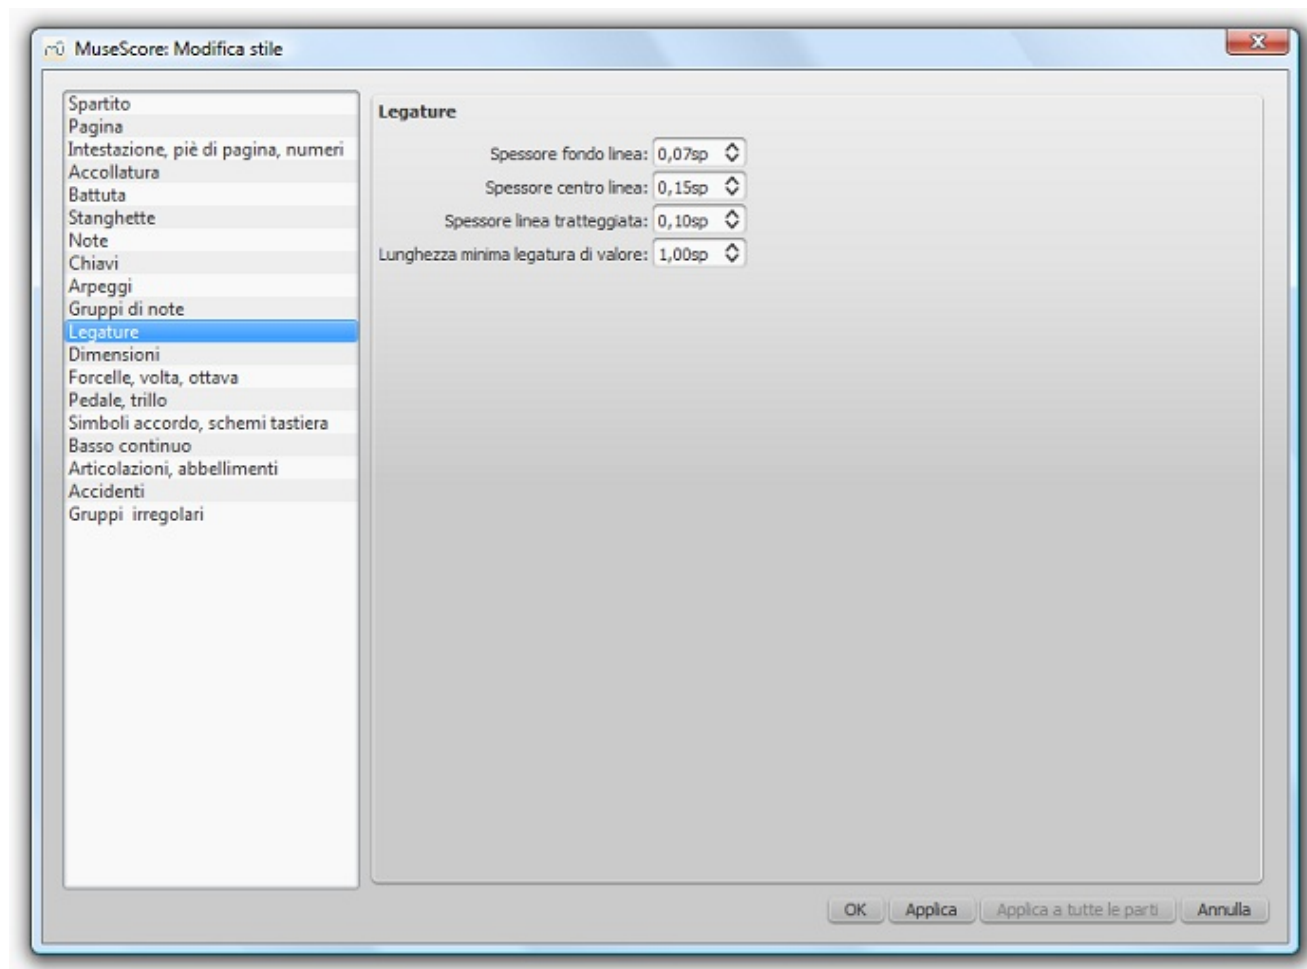 MuseScore: Modifica stile
Spartito
Pagina
Intestazione, piè di pagina, numeri
Accollatura
Battuta
Stanghette
Note
Chiavi
Arpeggi
Gruppi di note
Legature
Dimensioni
Forcelle, volta, ottava
Pedale, trillo
Simboli accordo, schemi tastiera
Basso continuo
Articolazioni, abbellimenti
Accidenti
Gruppi irregolari
Legature
Spessore fondo linea: 0,07sp
Spessore centro linea: 0,15sp
Spessore linea tratteggiata: 0,10sp
Lunghezza minima legatura di valore: 1,00sp
OK Applica Applica a tutte le parti Annulla